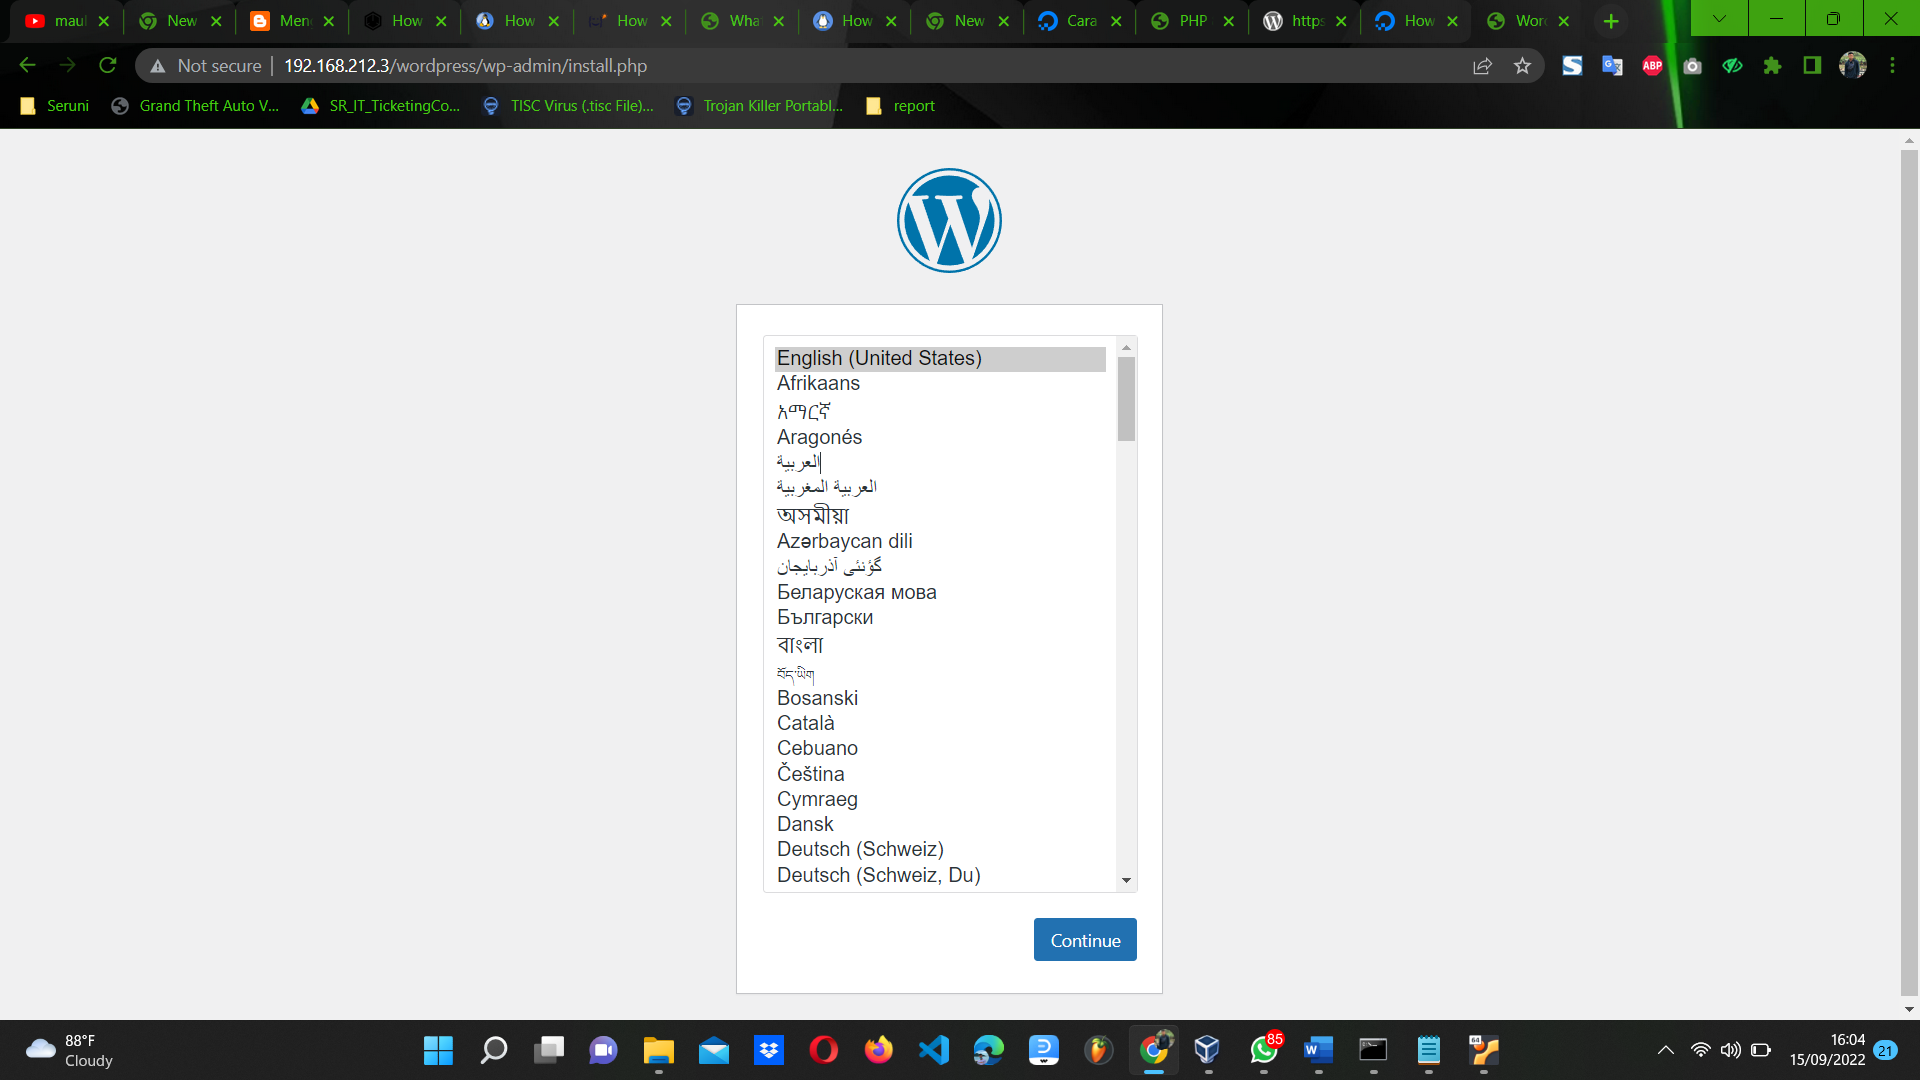 maul
New
Meng
How
How
How
What
How
New
Cara
PHP
https
How
Word
Not secure
192.168.212.3/wordpress/wp-admin/install.php
Seruni
Grand Theft Auto V...
SR_IT_TicketingCo...
TISC Virus (.tisc File)...
Trojan Killer Portabl...
report
English (United States)
Afrikaans
አማርኛ
Aragonés
العربية
العربية المغربية
অসমীয়া
Azərbaycan dili
گؤنئی آذربایجان
Беларуская мова
Български
বাংলা
བོད་ཡིག
Bosanski
Català
Cebuano
Čeština
Cymraeg
Dansk
Deutsch (Schweiz)
Deutsch (Schweiz, Du)
Continue
88°F
Cloudy
85
16:04
15/09/2022
21